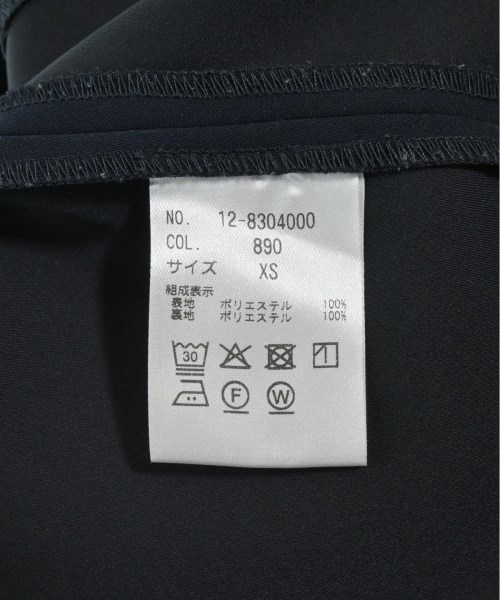 NO. 12-8304000
COL. 890
サイズ XS
組成表示
表地 ポリエステル 100%
裏地 ポリエステル 100%
30
F W